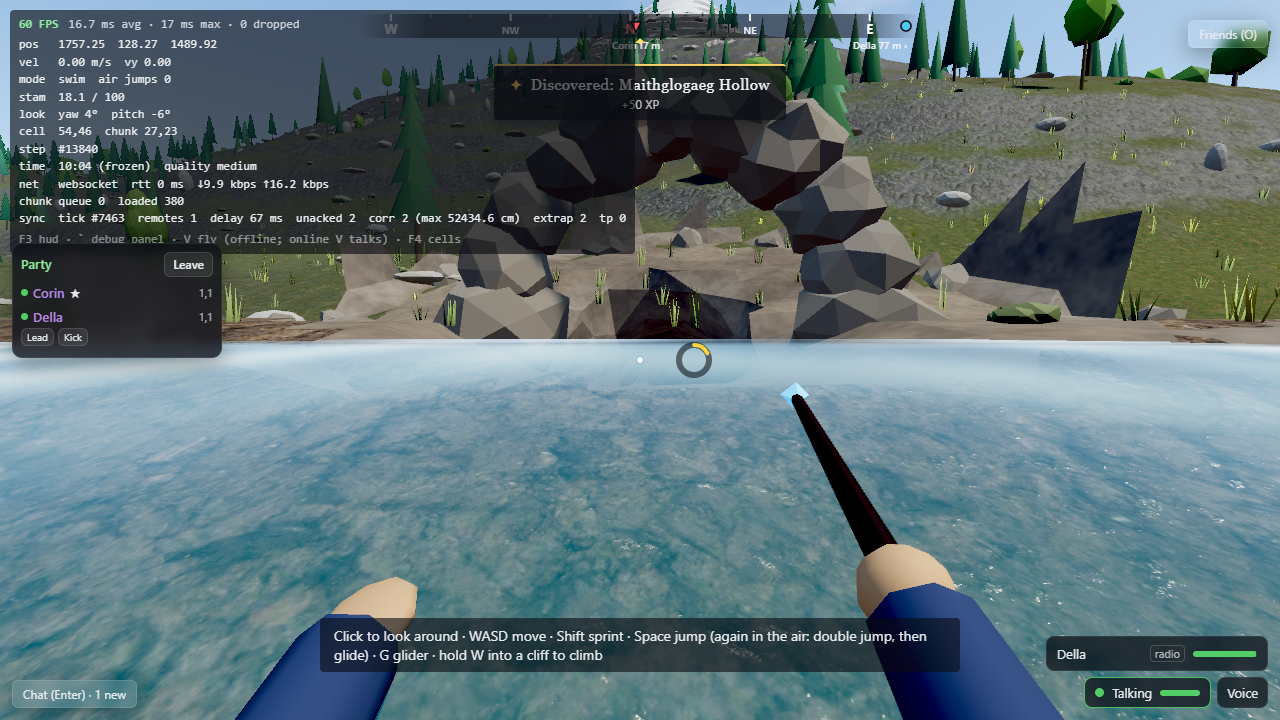 60 FPS 16.7 ms avg · 17 ms max · 0 dropped
pos 1757.25 128.27 1489.92
vel 0.00 m/s vy 0.00
mode swim air jumps 0
stam 18.1 / 100
look yaw 4° pitch -6°
cell 54,46 chunk 27,23
step #13840
time 10:04 (frozen) quality medium
net websocket rtt 0 ms ↓9.9 kbps ↑16.2 kbps
chunk queue 0 loaded 380
sync tick #7463 remotes 1 delay 67 ms unacked 2 corr 2 (max 52434.6 cm) extrap 2 tp 0
F3 hud · debug panel · V fly (offline; online V talks) · F4 cells
W NW N NE E
Corin 17 m
Della 77 m
Friends (O)
Discovered: Maithglogaeg Hollow
+50 XP
Party Leave
Corin ★ 1,1
Della 1,1
Lead Kick
Click to look around · WASD move · Shift sprint · Space jump (again in the air: double jump, then
glide) · G glider · hold W into a cliff to climb
Della radio
Talking Voice
Chat (Enter) · 1 new